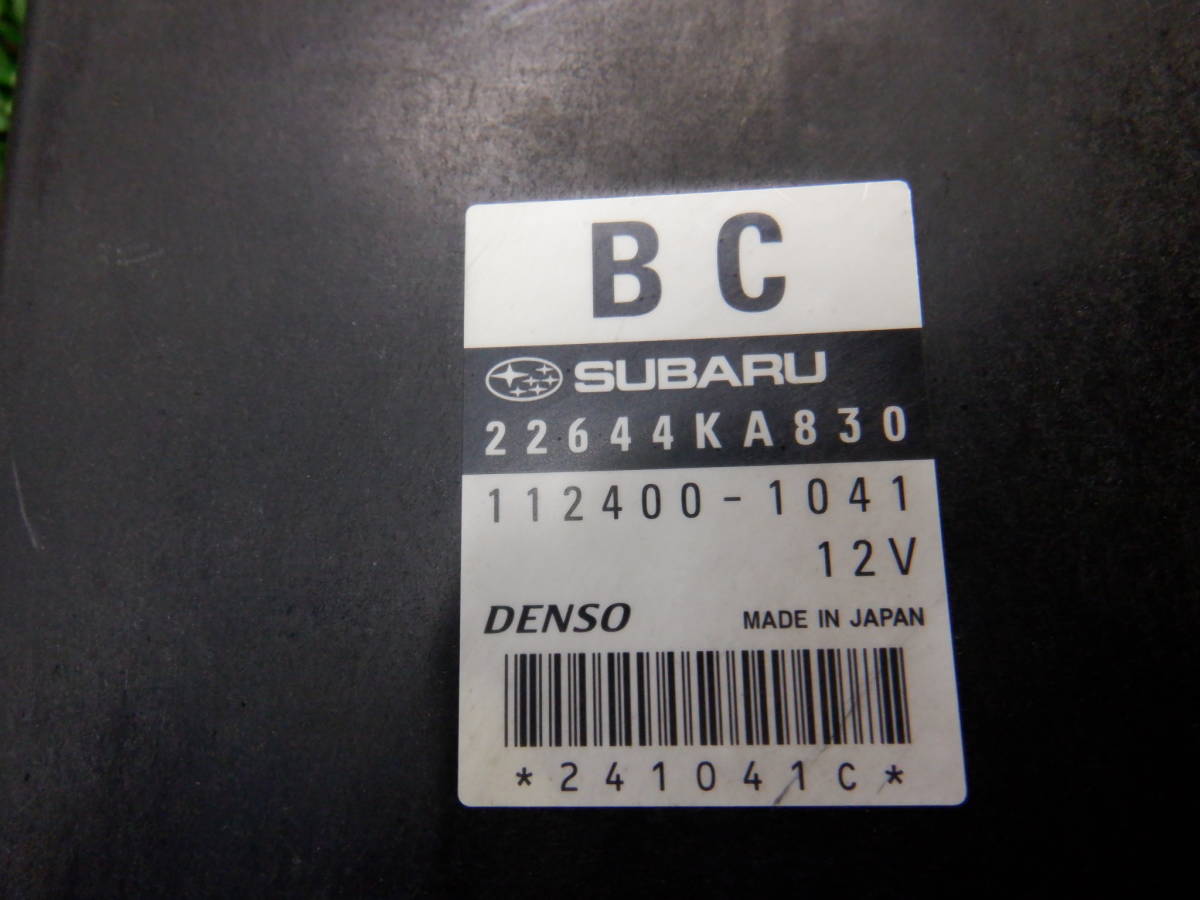 BC
SUBARU
22644KA830
112400-1041
12V
DENSO MADE IN JAPAN
*241041C*